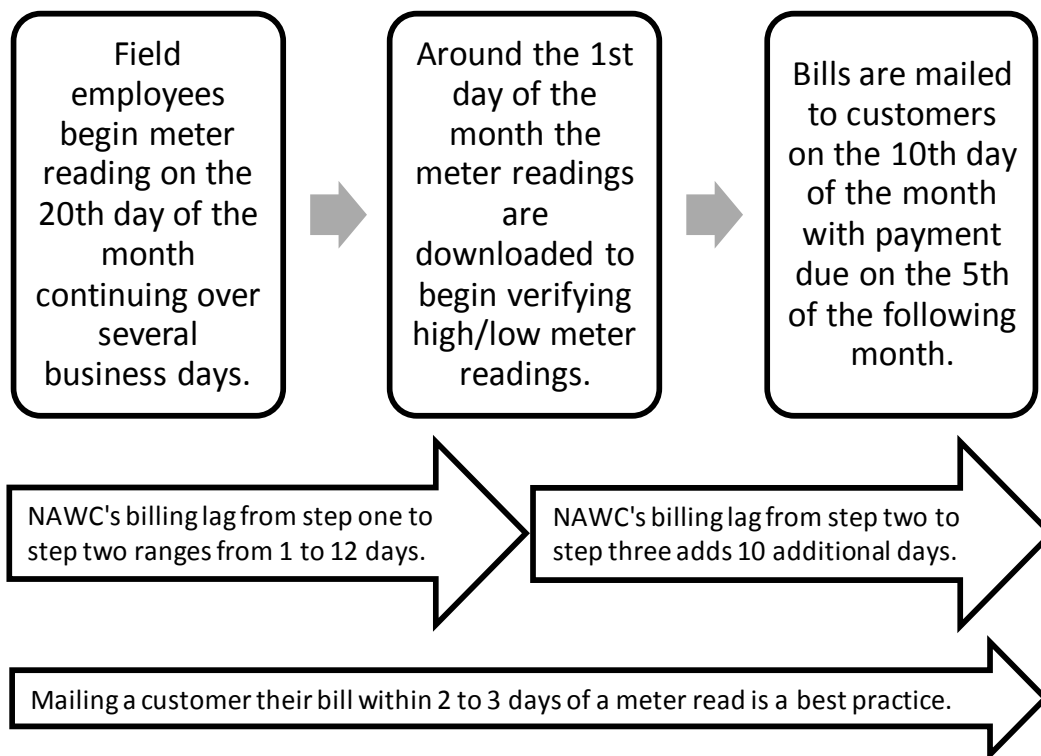 Field
employees
begin meter
reading on the
20th day of the
month
continuing over
several
business days.
Around the 1st
day of the
month the
meter readings
are
downloaded to
begin verifying
high/low meter
readings.
Bills are mailed
to customers
on the 10th day
of the month
with payment
due on the 5th
of the following
month.
NAWC's billing lag from step one to
step two ranges from 1 to 12 days.
NAWC's billing lag from step two to
step three adds 10 additional days.
Mailing a customer their bill within 2 to 3 days of a meter read is a best practice.